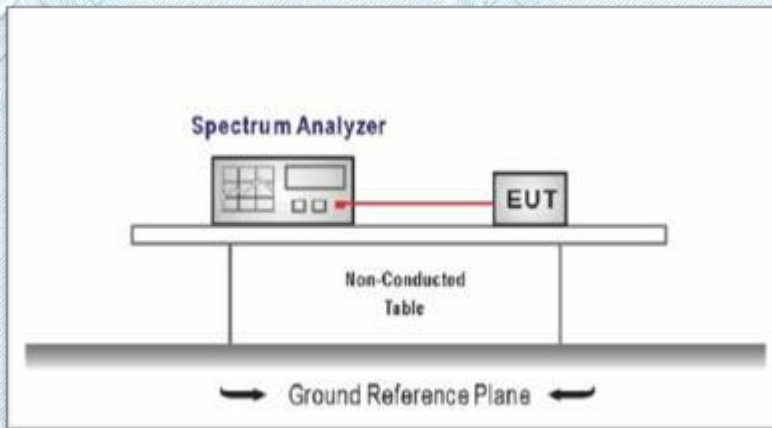 Spectrum Analyzer
EUT
Non-Conducted
Table
Ground Reference Plane